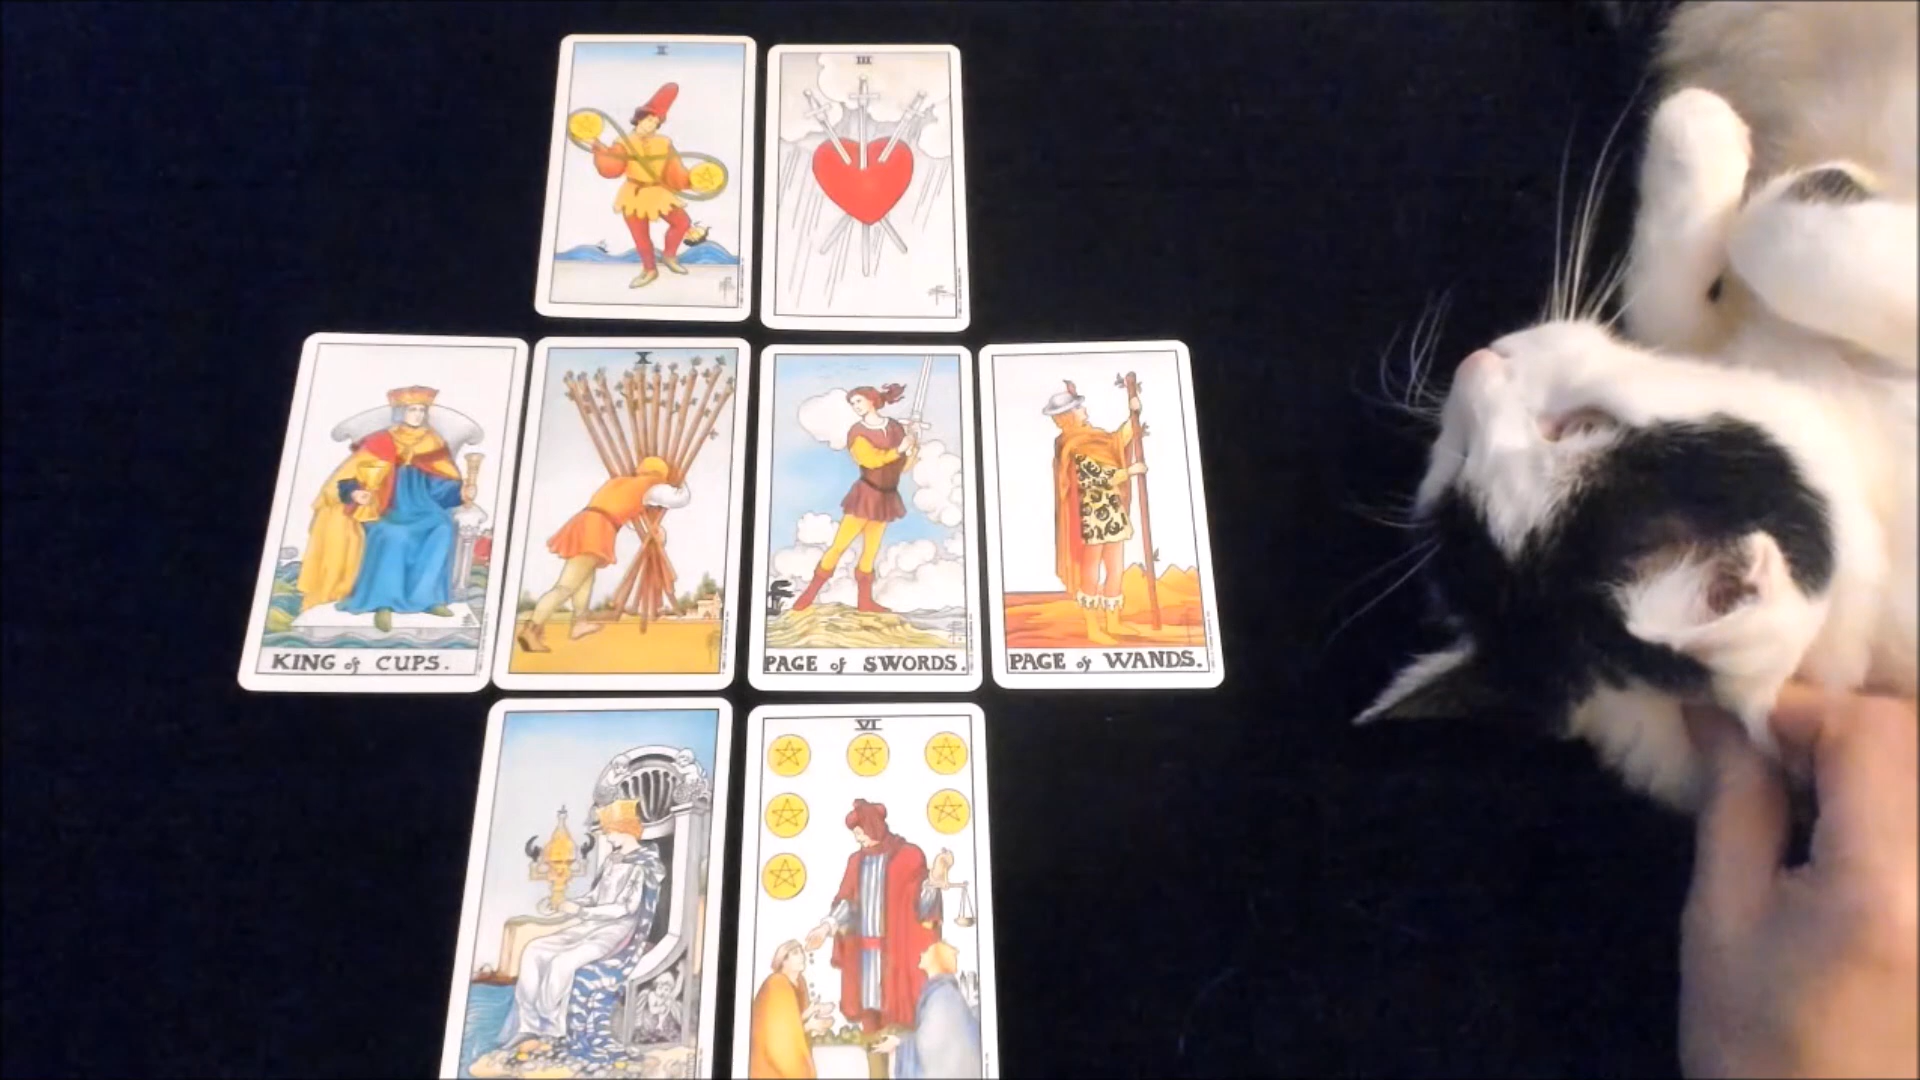 II
III
X
KING of CUPS.
PAGE of SWORDS.
PAGE of WANDS.
VI